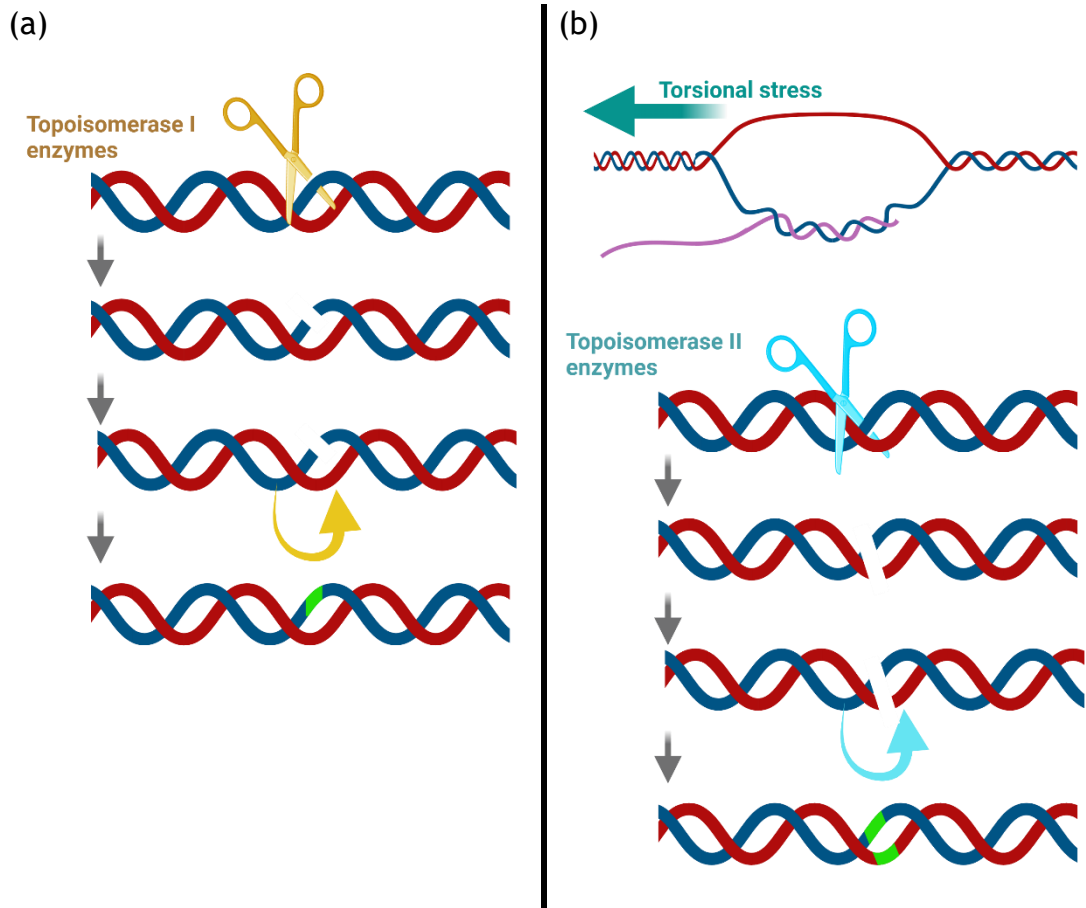 (a)
Topoisomerase I
enzymes
(b)
Torsional stress
Topoisomerase II
enzymes